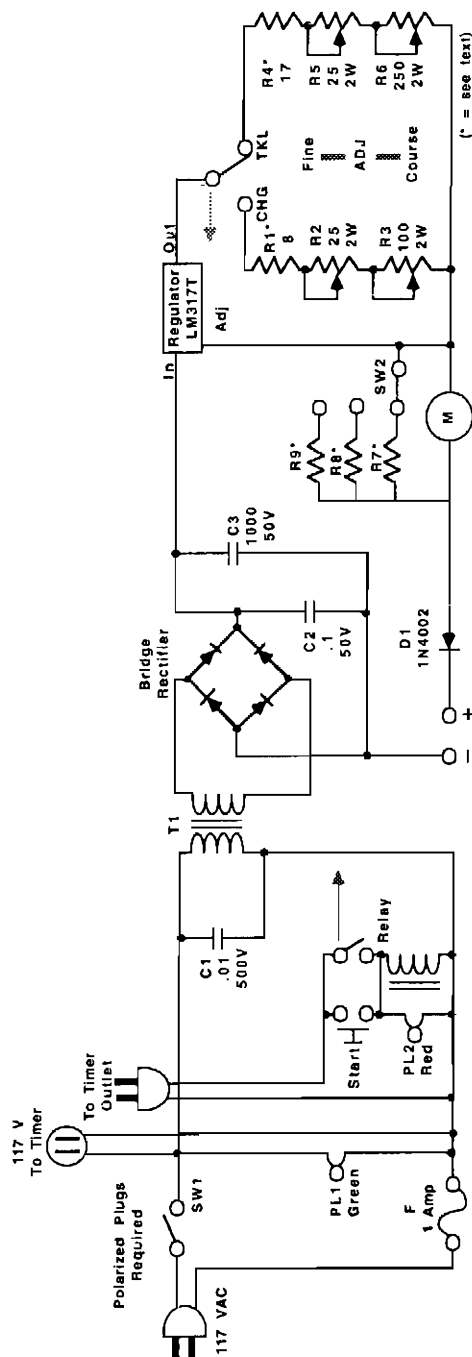 117 V
To Timer
Polarized Plugs
Required
SW1
117 VAC
To Timer
Outlet
PL1
Green
F
1 Amp
Start
PL2
Red
Relay
C1
.01
500V
T1
Bridge
Rectifier
C2
.1
50V
C3
1000
50V
−
+
D1
1N4002
M
R9*
R8*
R7*
SW2
In
Regulator
LM317T
Out
Adj
CHG
TKL
R1*
8
R2
25
2W
R3
100
2W
Fine
ADJ
Course
R4*
17
R5
25
2W
R6
250
2W
(* = see text)